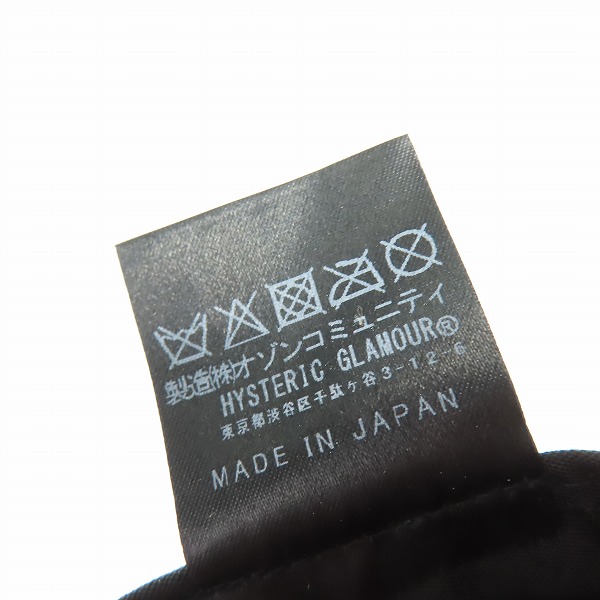 製造(株)オゾンコミュニティ
HYSTERIC GLAMOUR®
東京都渋谷区千駄ケ谷3-12-6
MADE IN JAPAN